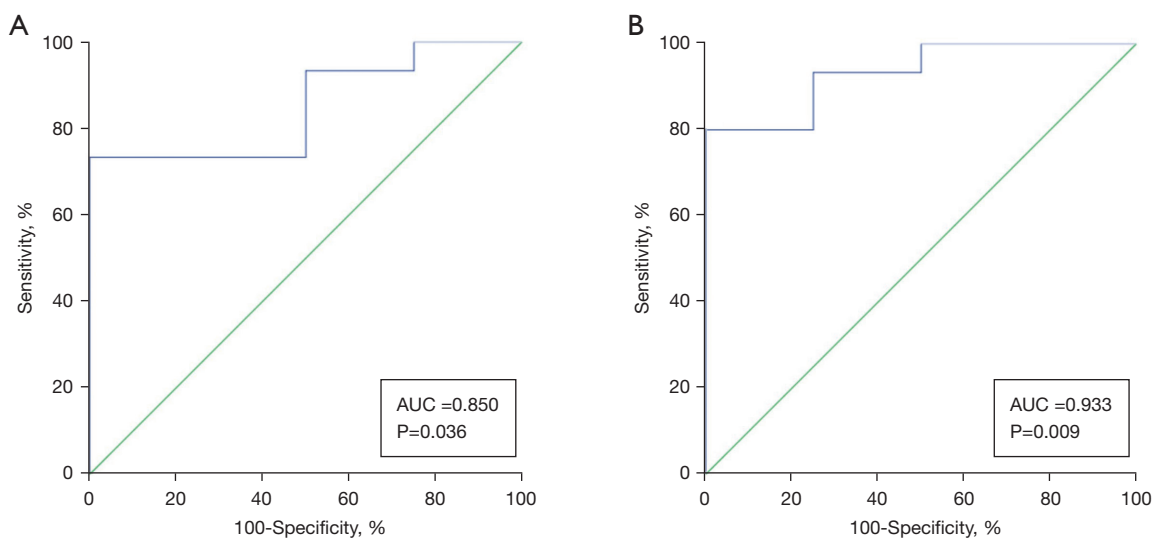 A
100
80
60
40
20
0
Sensitivity, %
0 20 40 60 80 100
100-Specificity, %
AUC =0.850
P=0.036
B
100
80
60
40
20
0
Sensitivity, %
0 20 40 60 80 100
100-Specificity, %
AUC =0.933
P=0.009